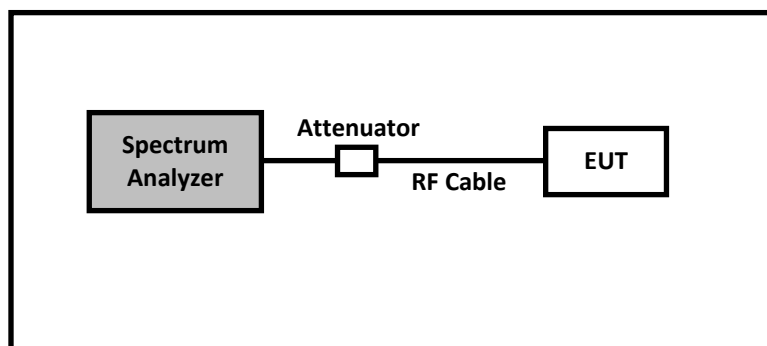 Spectrum
Analyzer
Attenuator
RF Cable
EUT